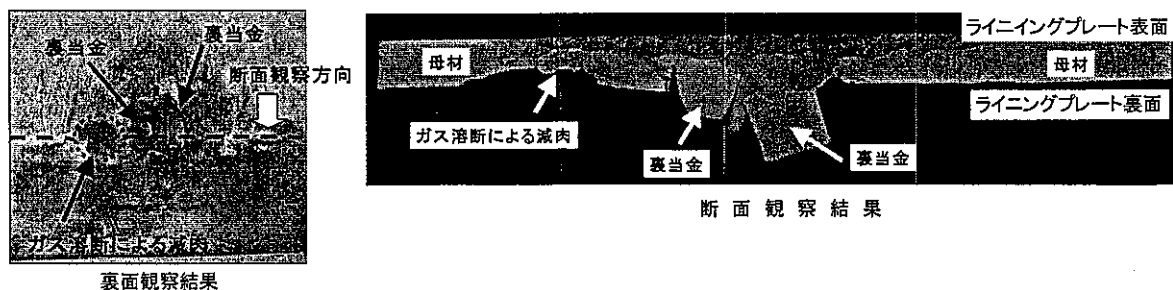 裏当金
裏当金
断面観察方向
ガス溶断による減肉
裏面観察結果
ライニイングプレート表面
母材
母材
ライニングプレート裏面
ガス溶断による減肉
裏当金
裏当金
断面観察結果